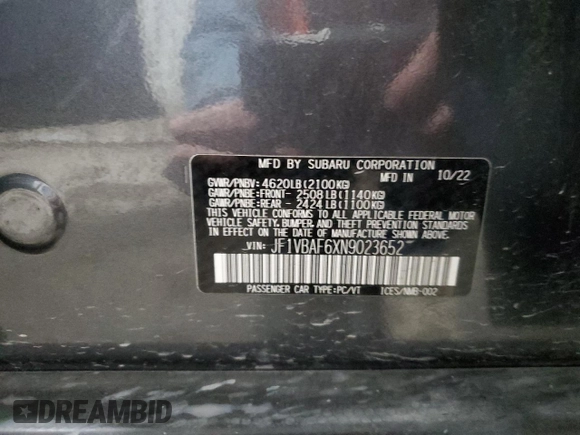 MFD BY SUBARU CORPORATION
GVWR/PNBV: 4620LB(2100KG) MFD IN 10/22
GAWR/PNBE:FRONT- 2508LB(1140KG)
GAWR/PNBE:REAR - 2424LB(1100KG)
THIS VEHICLE CONFORMS TO ALL APPLICABLE FEDERAL MOTOR
VEHICLE SAFETY, BUMPER, AND THEFT PREVENTION STANDARDS
IN EFFECT ON THE DATE OF MANUFACTURE SHOWN ABOVE.
VIN: JF1VBAF6XN9023652
PASSENGER CAR TYPE:PC/VT ICES/NMB-002
DREAMBID